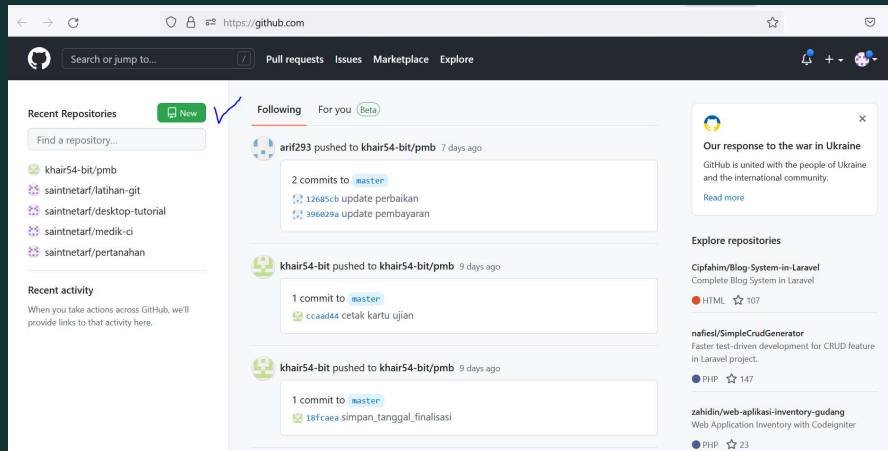 https://github.com
Search or jump to...
/
Pull requests Issues Marketplace Explore
Recent Repositories
New
Find a repository...
khair54-bit/pmb
saintnetarf/latihan-git
saintnetarf/desktop-tutorial
saintnetarf/medik-ci
saintnetarf/pertanahan
Recent activity
When you take actions across GitHub, we'll
provide links to that activity here.
Following For you Beta
arif293 pushed to khair54-bit/pmb 7 days ago
2 commits to master
12685cb update perbaikan
396029a update pembayaran
khair54-bit pushed to khair54-bit/pmb 9 days ago
1 commit to master
ccaad44 cetak kartu ujian
khair54-bit pushed to khair54-bit/pmb 9 days ago
1 commit to master
18fcaea simpan_tanggal_finalisasi
Our response to the war in Ukraine
GitHub is united with the people of Ukraine
and the international community.
Read more
Explore repositories
Cipfahim/Blog-System-in-Laravel
Complete Blog System in Laravel
HTML 107
nafiesl/SimpleCrudGenerator
Faster test-driven development for CRUD feature
in Laravel project.
PHP 147
zahidin/web-aplikasi-inventory-gudang
Web Application Inventory with Codeigniter
PHP 23